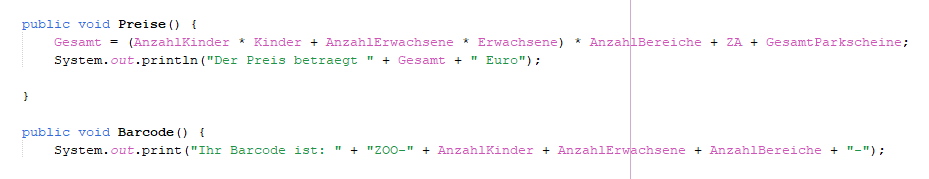 public void Preise() {
    Gesamt = (AnzahlKinder * Kinder + AnzahlErwachsene * Erwachsene) * AnzahlBereiche + ZA + GesamtParkscheine;
    System.out.println("Der Preis betraegt " + Gesamt + " Euro");
}
public void Barcode() {
    System.out.print("Ihr Barcode ist: " + "ZOO-" + AnzahlKinder + AnzahlErwachsene + AnzahlBereiche + "-");